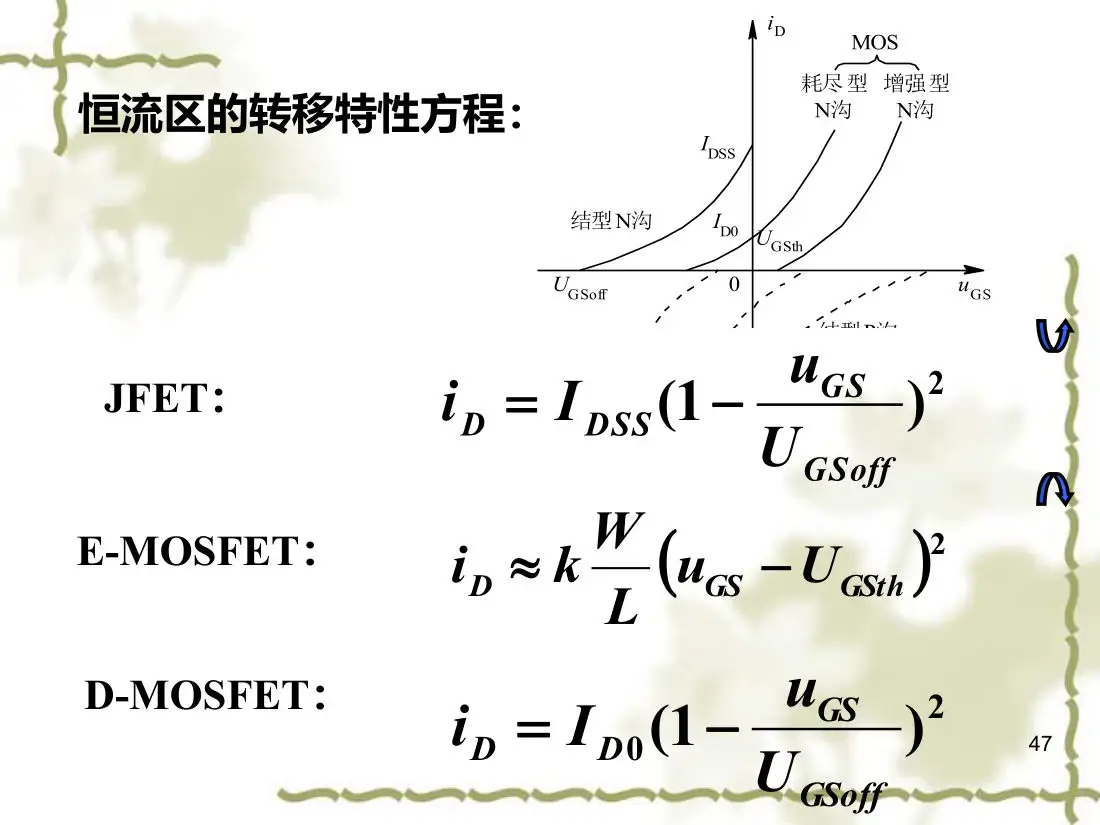 恒流区的转移特性方程：
iD
MOS
耗尽型 增强型
N沟 N沟
IDSS
结型N沟
ID0
UGSth
UGSoff
0
uGS
JFET：
iD = IDSS(1 − uGS/UGSoff)²
E-MOSFET：
iD ≈ k W/L (uGS − UGSth)²
D-MOSFET：
iD = ID0(1 − uGS/UGSoff)²
47